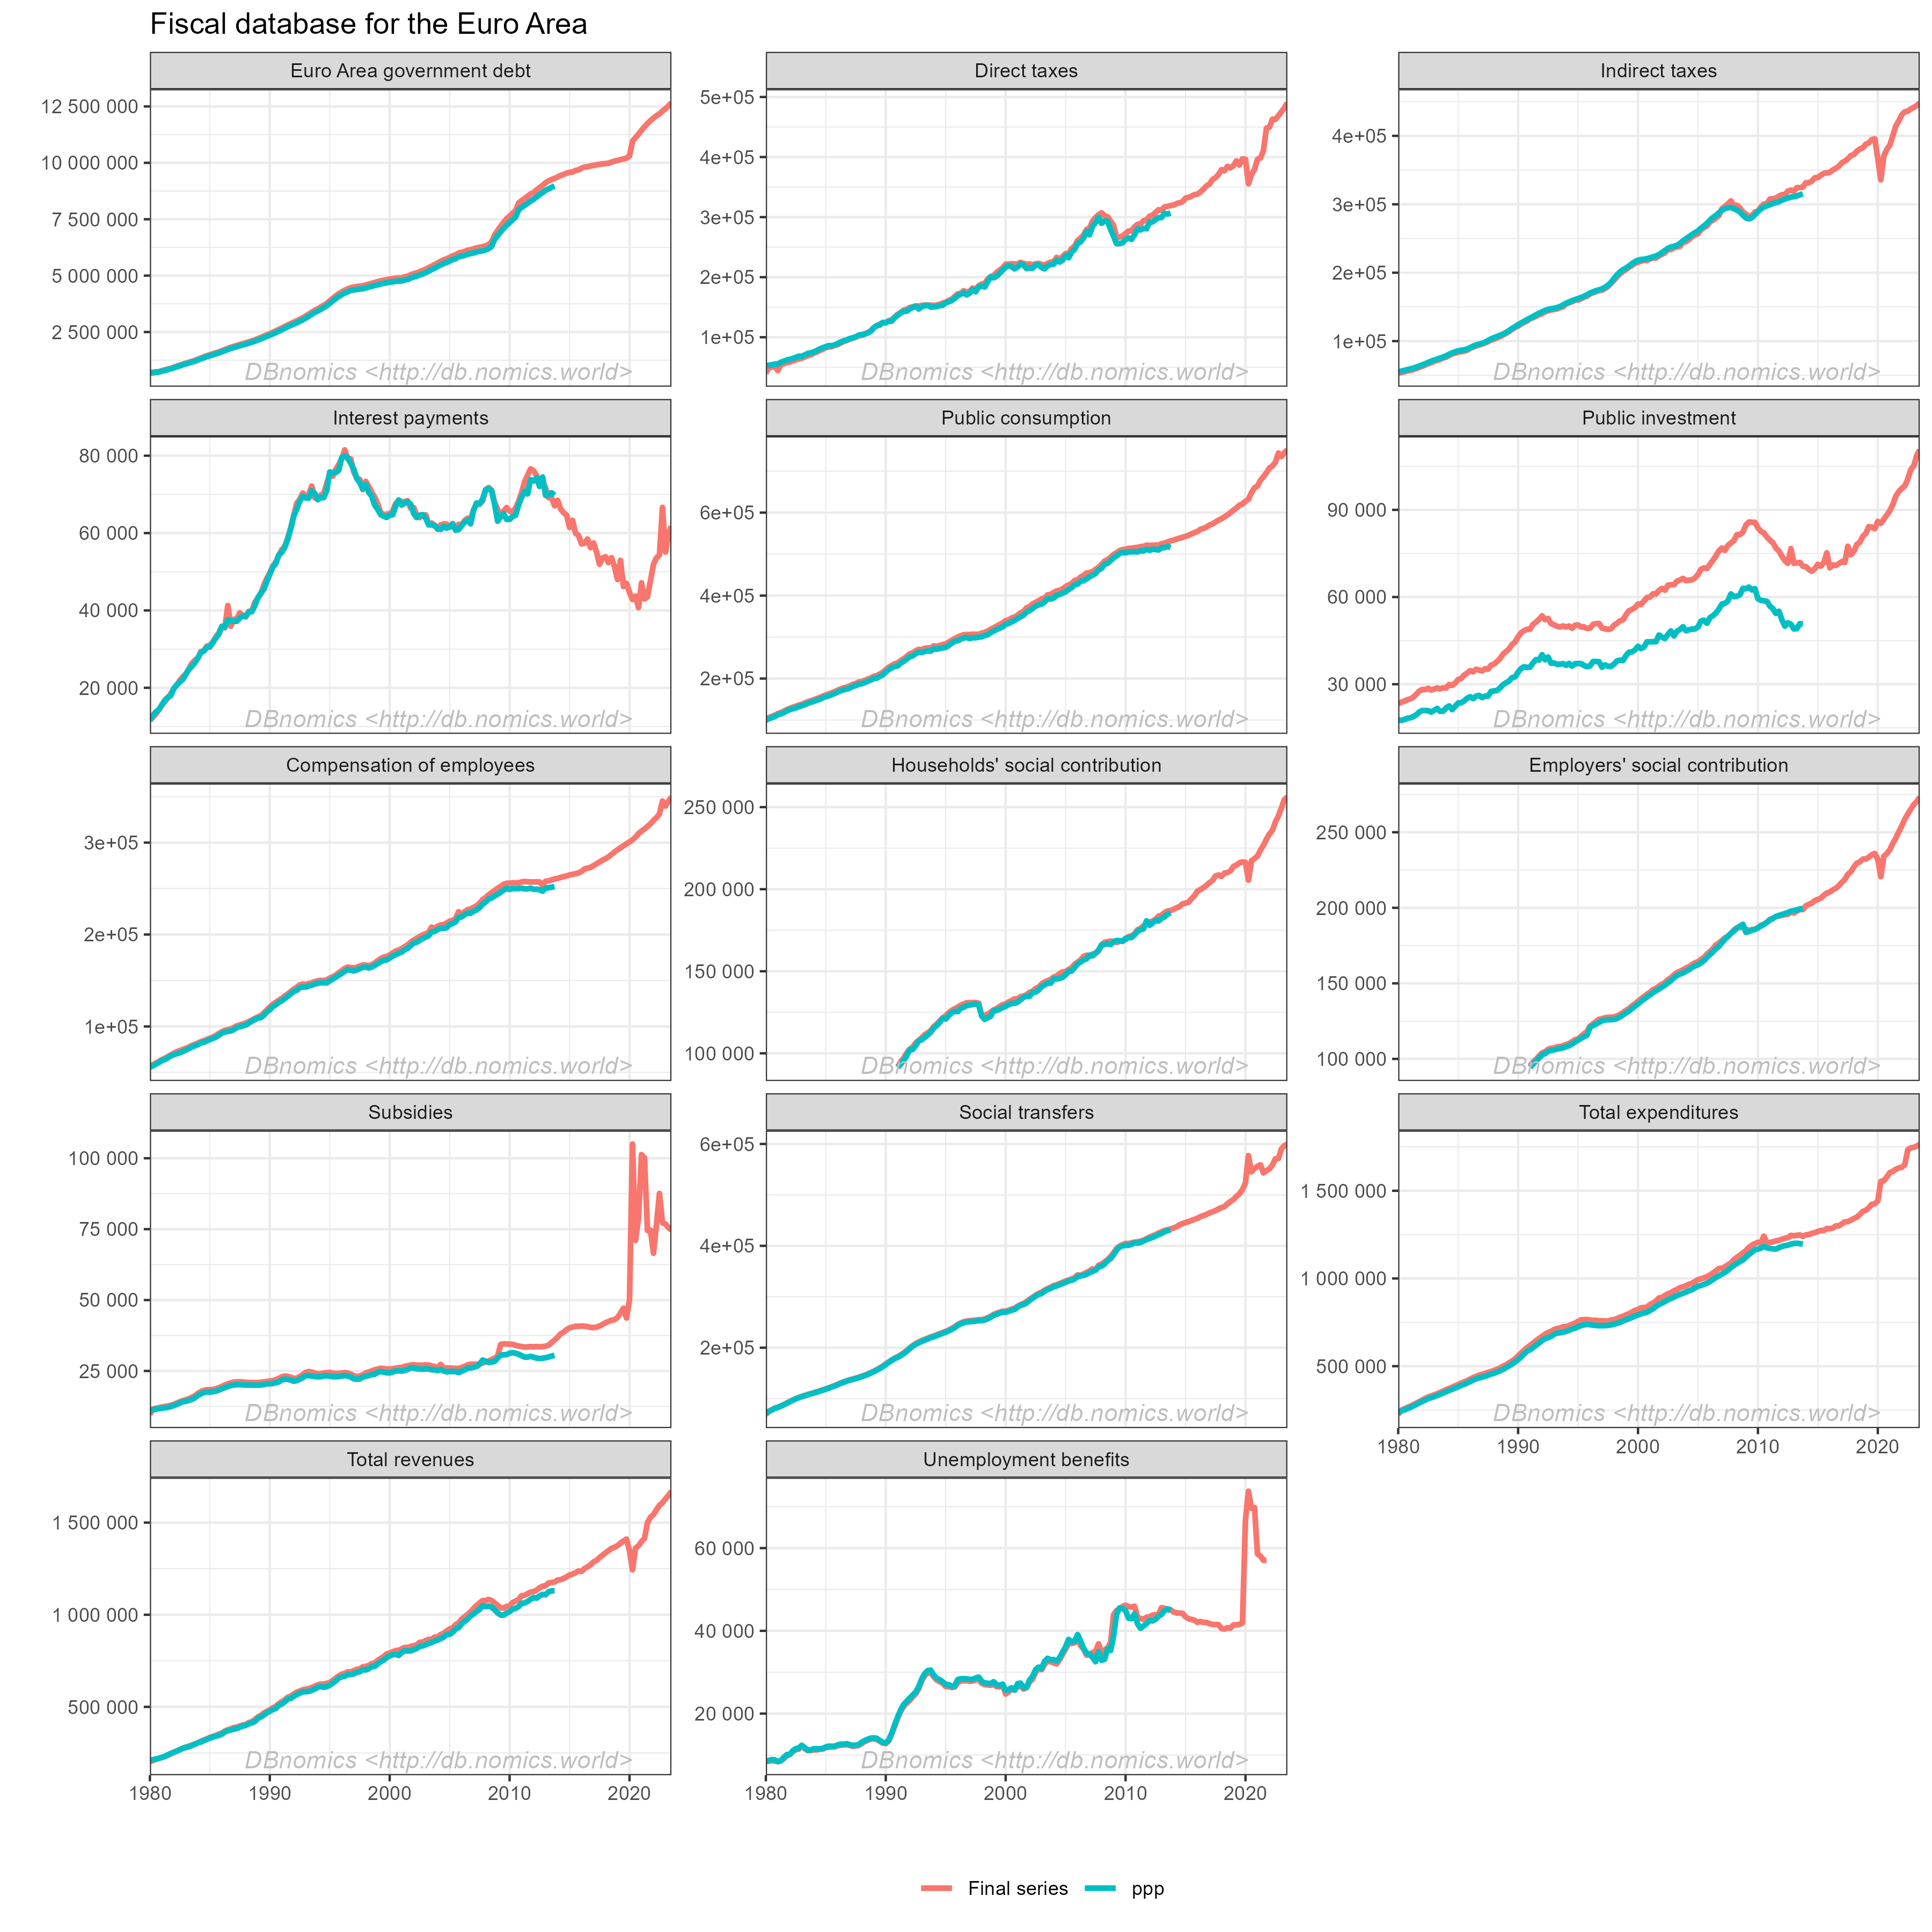 Fiscal database for the Euro Area
Euro Area government debt
Direct taxes
Indirect taxes
12 500 000
10 000 000
7 500 000
5 000 000
2 500 000
DBnomics <http://db.nomics.world>
5e+05
4e+05
3e+05
2e+05
1e+05
DBnomics <http://db.nomics.world>
4e+05
3e+05
2e+05
1e+05
DBnomics <http://db.nomics.world>
Interest payments
Public consumption
Public investment
80 000
60 000
40 000
20 000
DBnomics <http://db.nomics.world>
6e+05
4e+05
2e+05
DBnomics <http://db.nomics.world>
90 000
60 000
30 000
DBnomics <http://db.nomics.world>
Compensation of employees
Households' social contribution
Employers' social contribution
3e+05
2e+05
1e+05
DBnomics <http://db.nomics.world>
250 000
200 000
150 000
100 000
DBnomics <http://db.nomics.world>
250 000
200 000
150 000
100 000
DBnomics <http://db.nomics.world>
Subsidies
Social transfers
Total expenditures
100 000
75 000
50 000
25 000
DBnomics <http://db.nomics.world>
6e+05
4e+05
2e+05
DBnomics <http://db.nomics.world>
1 500 000
1 000 000
500 000
DBnomics <http://db.nomics.world>
1980 1990 2000 2010 2020
Total revenues
Unemployment benefits
1 500 000
1 000 000
500 000
DBnomics <http://db.nomics.world>
1980 1990 2000 2010 2020
60 000
40 000
20 000
DBnomics <http://db.nomics.world>
1980 1990 2000 2010 2020
Final series ppp